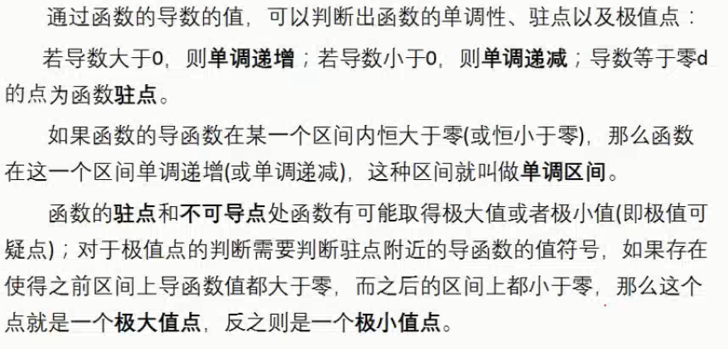 通过函数的导数的值，可以判断出函数的单调性、驻点以及极值点：
若导数大于0，则单调递增；若导数小于0，则单调递减；导数等于零d
的点为函数驻点。
如果函数的导函数在某一个区间内恒大于零(或恒小于零)，那么函数
在这一个区间单调递增(或单调递减)，这种区间就叫做单调区间。
函数的驻点和不可导点处函数有可能取得极大值或者极小值(即极值可
疑点)；对于极值点的判断需要判断驻点附近的导函数的值符号，如果存在
使得之前区间上导函数值都大于零，而之后的区间上都小于零，那么这个
点就是一个极大值点，反之则是一个极小值点。